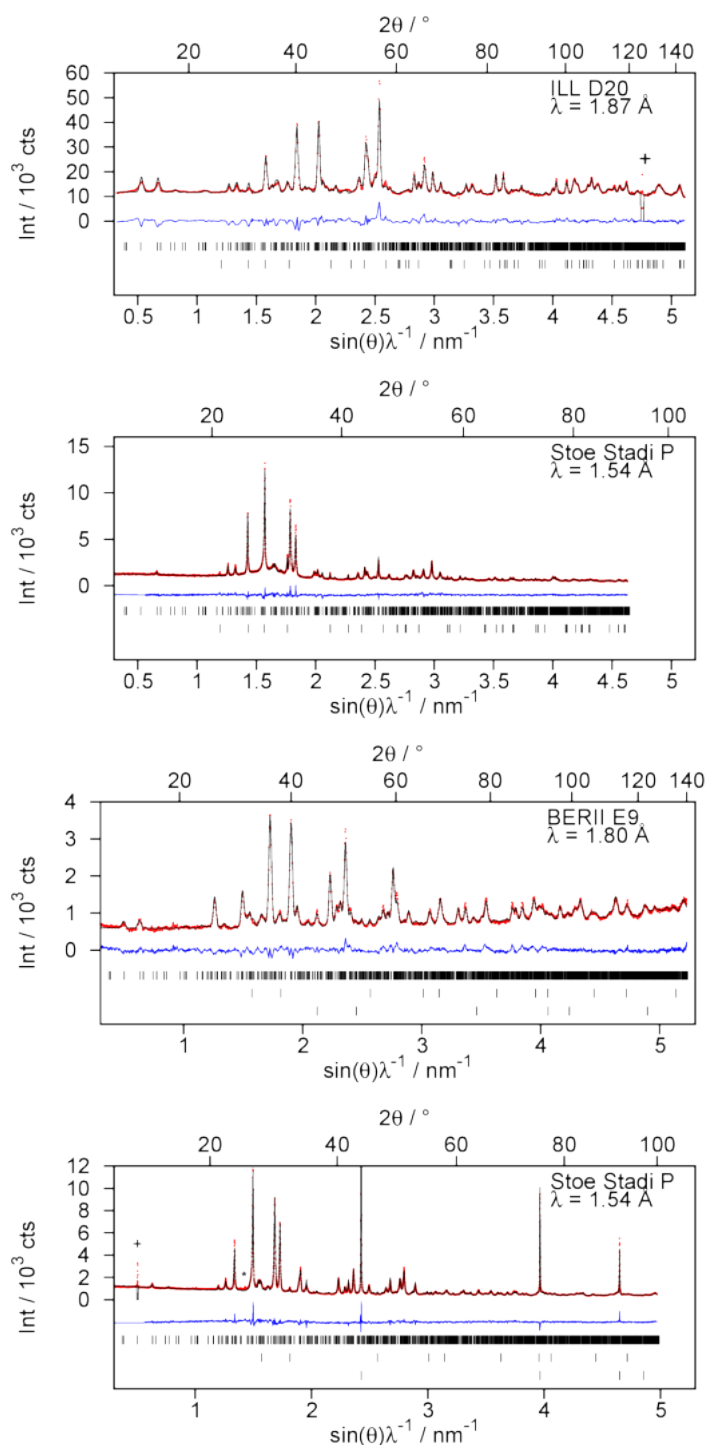 2θ / °
20 40 60 80 100 120 140
ILL D20
λ = 1.87 Å
60
50
40
30
20
10
0
+
Int / 10³ cts
0.5 1 1.5 2 2.5 3 3.5 4 4.5 5
sin(θ)λ⁻¹ / nm⁻¹
2θ / °
20 40 60 80 100
Stoe Stadi P
λ = 1.54 Å
15
10
5
0
Int / 10³ cts
0.5 1 1.5 2 2.5 3 3.5 4 4.5 5
sin(θ)λ⁻¹ / nm⁻¹
2θ / °
20 40 60 80 100 120 140
BERII E9
λ = 1.80 Å
4
3
2
1
0
Int / 10³ cts
1 2 3 4 5
sin(θ)λ⁻¹ / nm⁻¹
2θ / °
20 40 60 80 100
Stoe Stadi P
λ = 1.54 Å
12
10
8
6
4
2
0
+
*
Int / 10³ cts
1 2 3 4 5
sin(θ)λ⁻¹ / nm⁻¹